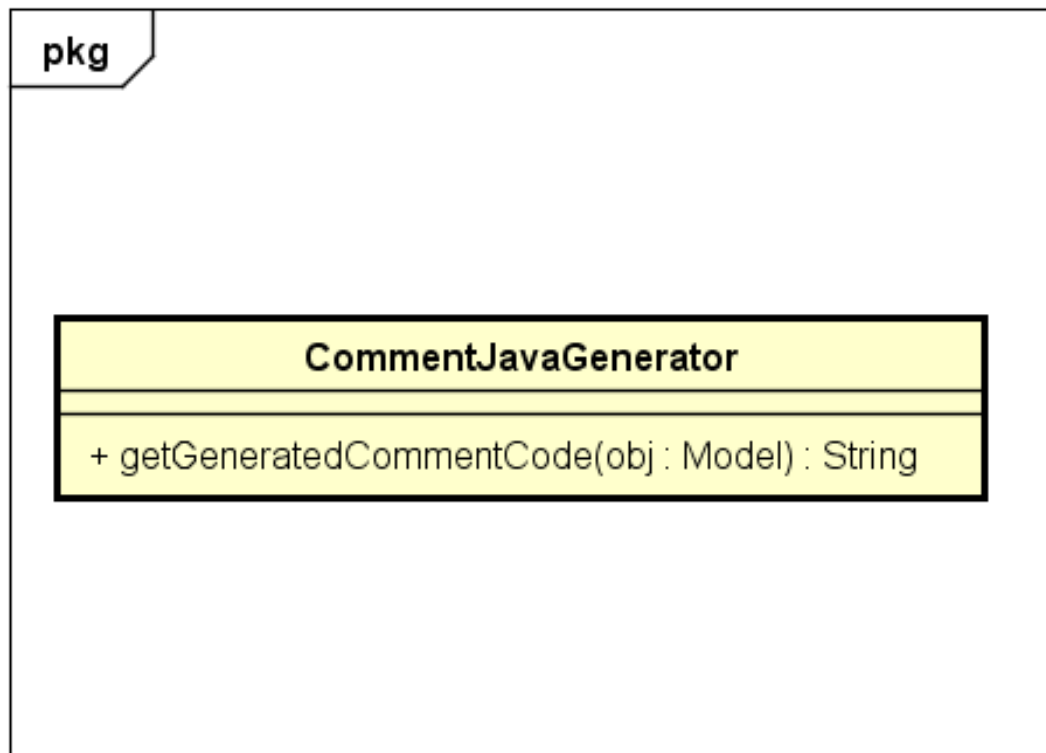 pkg
CommentJavaGenerator
+ getGeneratedCommentCode(obj : Model) : String